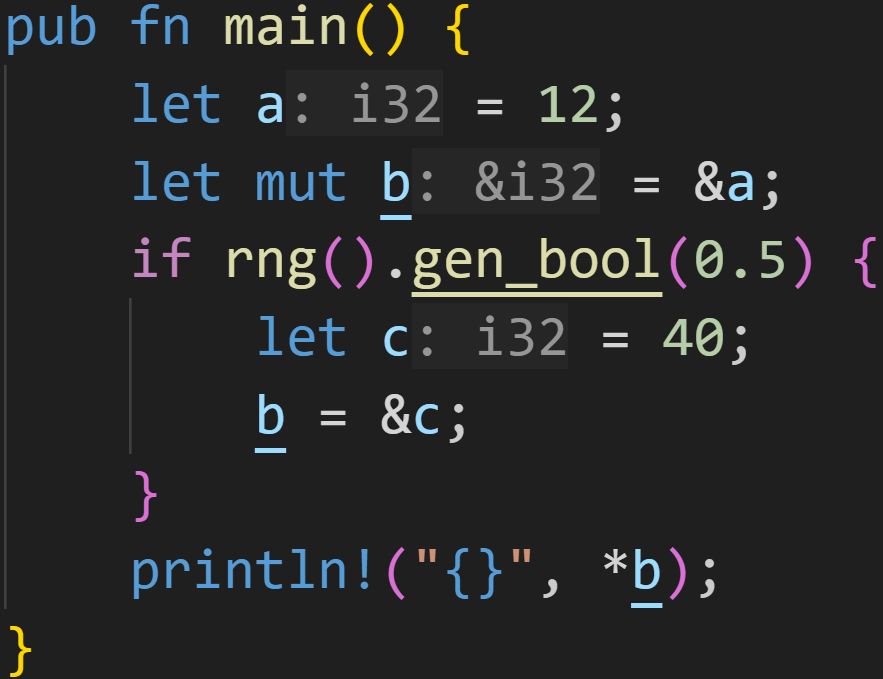 pub fn main() {
let a: i32 = 12;
let mut b: &i32 = &a;
if rng().gen_bool(0.5) {
let c: i32 = 40;
b = &c;
}
println!("{}", *b);
}